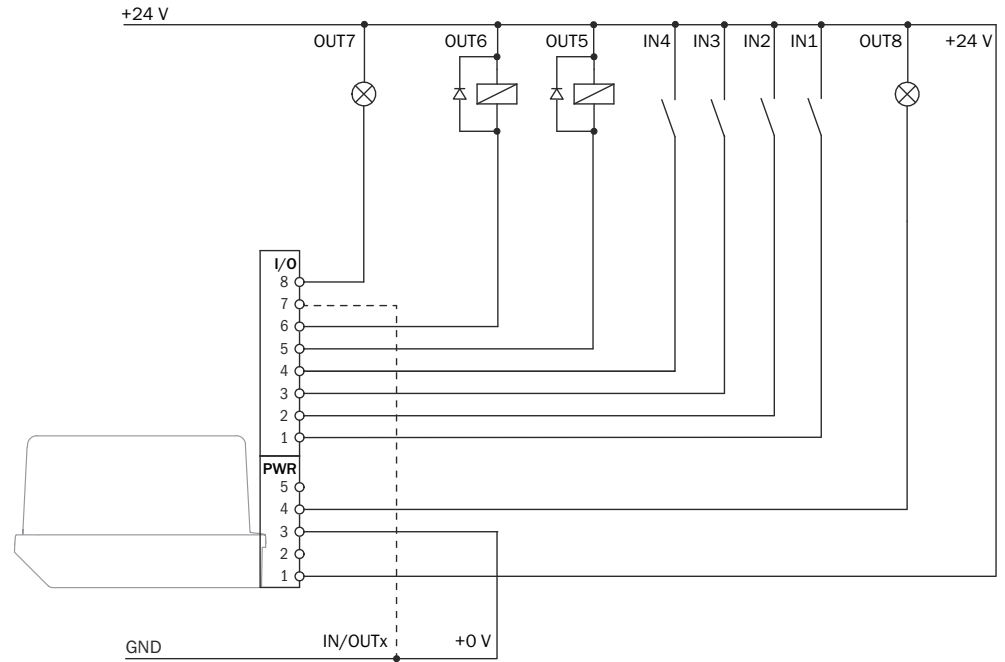 +24 V
OUT7 OUT6 OUT5 IN4 IN3 IN2 IN1 OUT8 +24 V
I/O
8
7
6
5
4
3
2
1
PWR
5
4
3
2
1
GND IN/OUTx +0 V